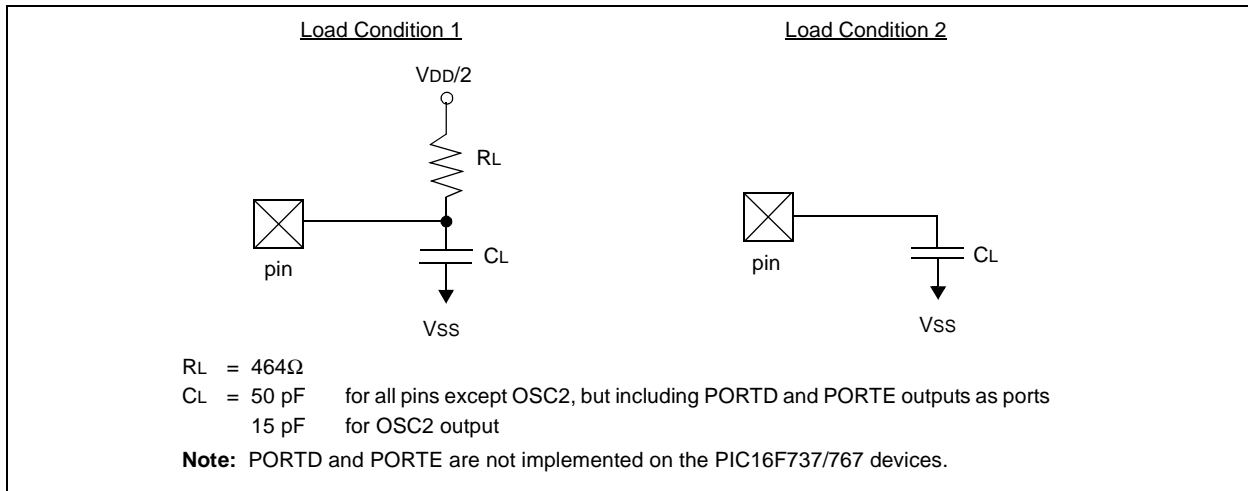 Load Condition 1
Load Condition 2
VDD/2
RL
pin
CL
VSS
pin
CL
VSS
RL = 464Ω
CL = 50 pF for all pins except OSC2, but including PORTD and PORTE outputs as ports
15 pF for OSC2 output
Note: PORTD and PORTE are not implemented on the PIC16F737/767 devices.